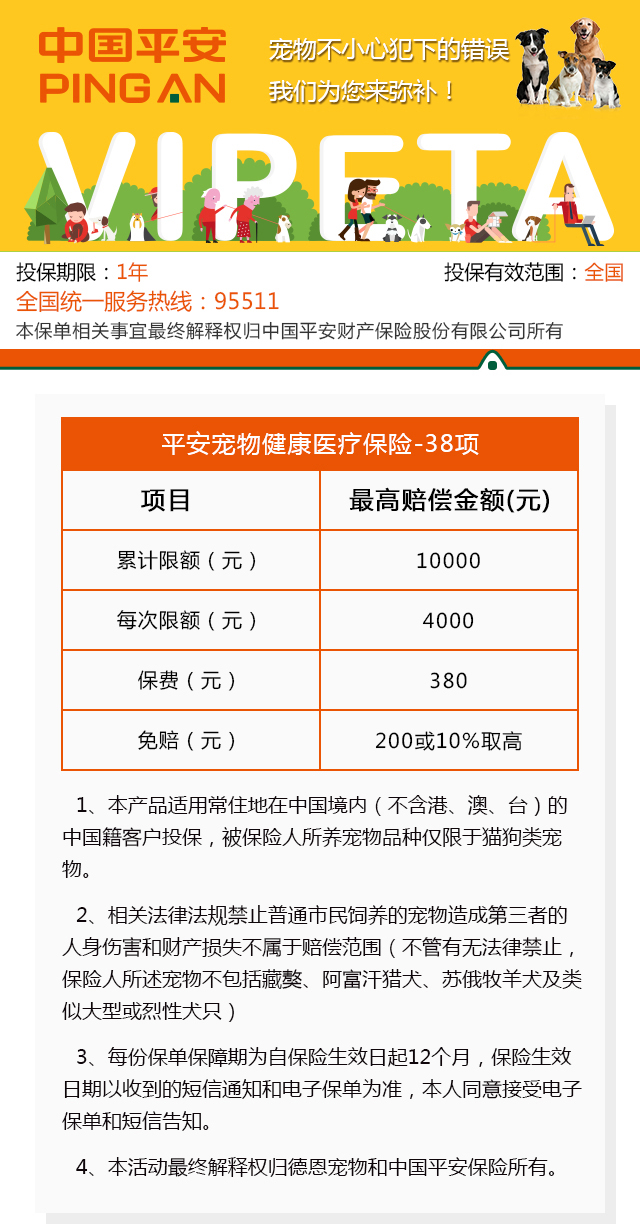 中国平安
PING AN
宠物不小心犯下的错误
我们为您来弥补！
VIPETA
投保期限：1年
投保有效范围：全国
全国统一服务热线：95511
本保单相关事宜最终解释权归中国平安财产保险股份有限公司所有
平安宠物健康医疗保险-38项
项目 最高赔偿金额(元)
累计限额（元） 10000
每次限额（元） 4000
保费（元） 380
免赔（元） 200或10%取高
1、本产品适用常住地在中国境内（不含港、澳、台）的
中国籍客户投保，被保险人所养宠物品种仅限于猫狗类宠
物。
2、相关法律法规禁止普通市民饲养的宠物造成第三者的
人身伤害和财产损失不属于赔偿范围（不管有无法律禁止，
保险人所述宠物不包括藏獒、阿富汗猎犬、苏俄牧羊犬及类
似大型或烈性犬只）
3、每份保单保障期为自保险生效日起12个月，保险生效
日期以收到的短信通知和电子保单为准，本人同意接受电子
保单和短信告知。
4、本活动最终解释权归德恩宠物和中国平安保险所有。